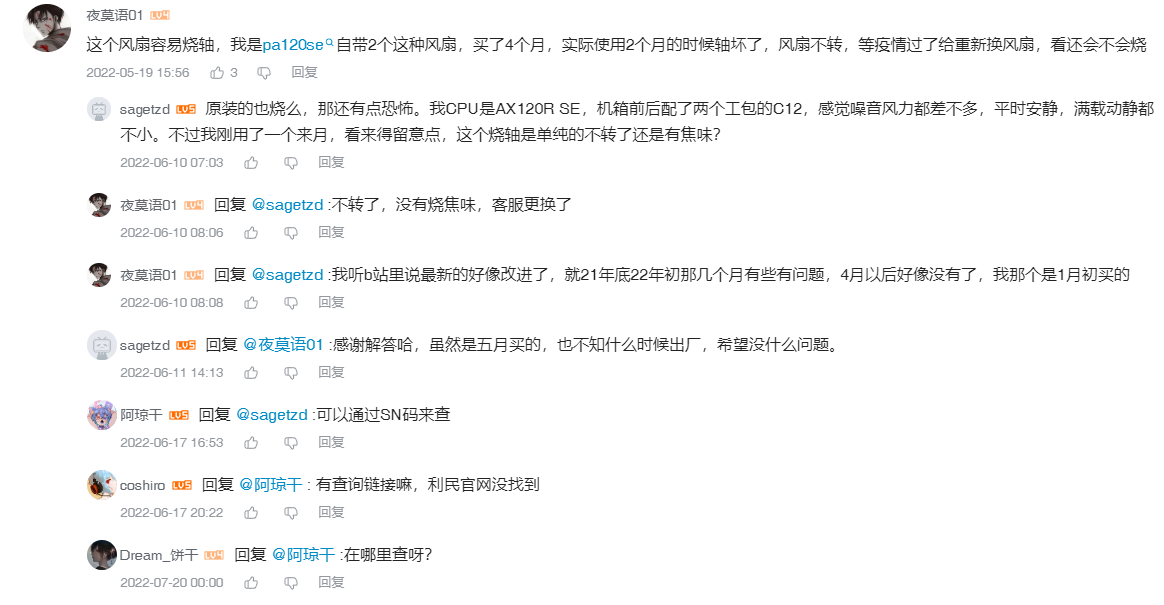 夜莫语01 LV4
这个风扇容易烧轴，我是pa120se自带2个这种风扇，买了4个月，实际使用2个月的时候轴坏了，风扇不转，等疫情过了给重新换风扇，看还会不会烧
2022-05-19 15:56 3 回复
sagetzd LV5 原装的也烧么，那还有点恐怖。我CPU是AX120R SE，机箱前后配了两个工包的C12，感觉噪音风力都差不多，平时安静，满载动静都
不小。不过我刚用了一个来月，看来得留意点，这个烧轴是单纯的不转了还是有焦味？
2022-06-10 07:03 回复
夜莫语01 LV4 回复 @sagetzd :不转了，没有烧焦味，客服更换了
2022-06-10 08:06 回复
夜莫语01 LV4 回复 @sagetzd :我听b站里说最新的好像改进了，就21年底22年初那几个月有些有问题，4月以后好像没有了，我那个是1月初买的
2022-06-10 08:08 回复
sagetzd LV5 回复 @夜莫语01 :感谢解答哈，虽然是五月买的，也不知什么时候出厂，希望没什么问题。
2022-06-11 14:13 回复
阿琼干 LV5 回复 @sagetzd :可以通过SN码来查
2022-06-17 16:53 回复
coshiro LV5 回复 @阿琼干 : 有查询链接嘛，利民官网没找到
2022-06-17 20:22 回复
Dream_饼干 LV4 回复 @阿琼干 :在哪里查呀？
2022-07-20 00:00 回复